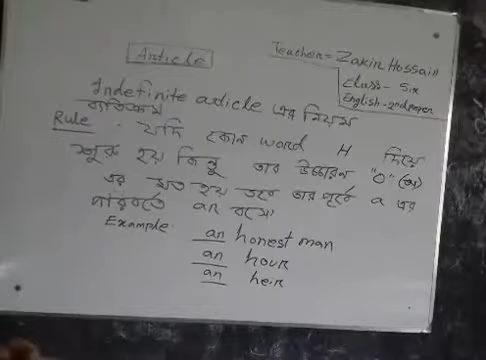 Article
Teacher= Zakir Hossain
Class- Six
English-2nd paper
Indefinite article এর নিয়ম
ব্যতিক্রম
Rule: যদি কোন word H দিয়ে
শুরু হয় কিন্তু তার উচ্চারণ "O" (অ)
এর মত হয় তবে তার পূর্বে a এর
পরিবর্তে an বসে।
Example:
an honest man
an hour
an heir